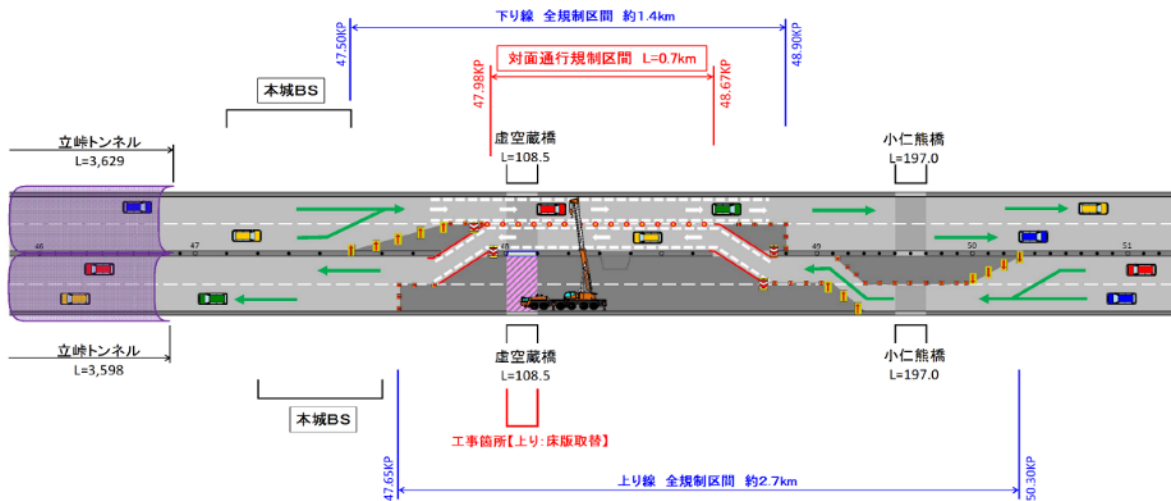 下り線 全規制区間 約1.4km
47.50KP
48.90KP
対面通行規制区間 L=0.7km
47.98KP
48.67KP
本城BS
立峠トンネル
L=3,629
虚空蔵橋
L=108.5
小仁熊橋
L=197.0
46
47
48
49
50
51
立峠トンネル
L=3,598
虚空蔵橋
L=108.5
小仁熊橋
L=197.0
本城BS
工事箇所【上り:床版取替】
47.65KP
上り線 全規制区間 約2.7km
50.30KP